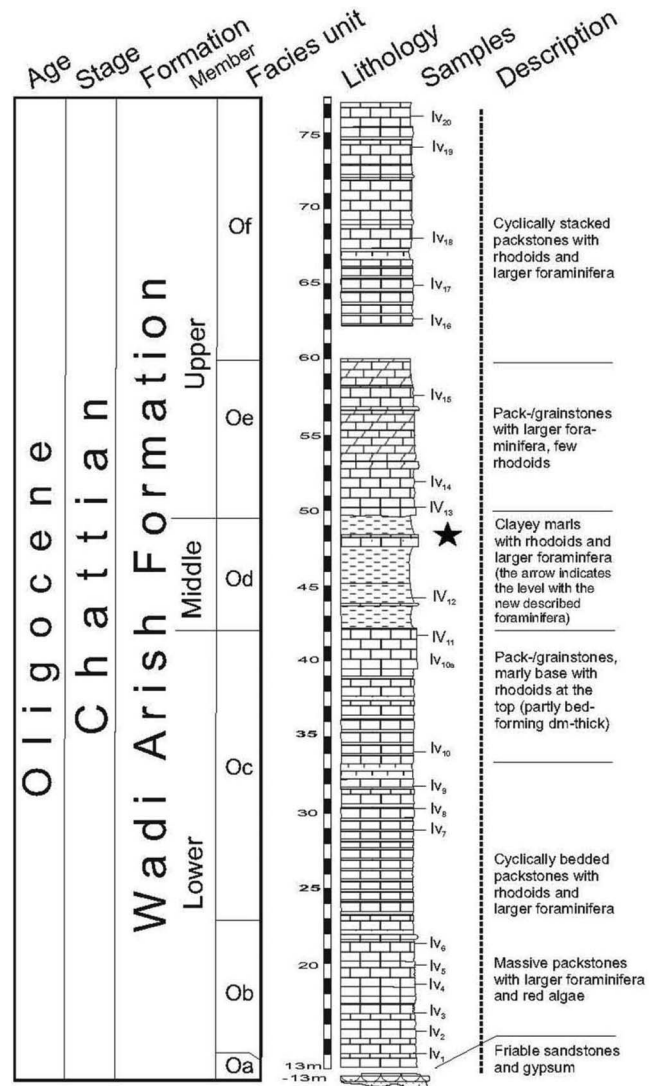 Age Stage Formation Member Facies unit Lithology Samples Description
Oligocene
Chattian
Wadi Arish Formation
Upper
Middle
Lower
Of
Oe
Od
Oc
Ob
Oa
75
70
65
60
55
50
45
40
35
30
25
20
13m
-13m
Iv20
Iv19
Iv18
Iv17
Iv16
Iv15
Iv14
IV13
IV12
IV11
Iv10a
Iv10
Iv9
Iv8
Iv7
Iv6
Iv5
Iv4
Iv3
Iv2
Iv1
Cyclically stacked
packstones with
rhodoids and
larger foraminifera
Pack-/grainstones
with larger fora-
minifera, few
rhodoids
Clayey marls
with rhodoids and
larger foraminfera
(the arrow indicates
the level with the
new described
foraminifera)
Pack-/grainstones,
marly base with
rhodoids at the
top (partly bed-
forming dm-thick)
Cyclically bedded
packstones with
rhodoids and
larger foraminifera
Massive packstones
with larger foraminifera
and red algae
Friable sandstones
and gypsum